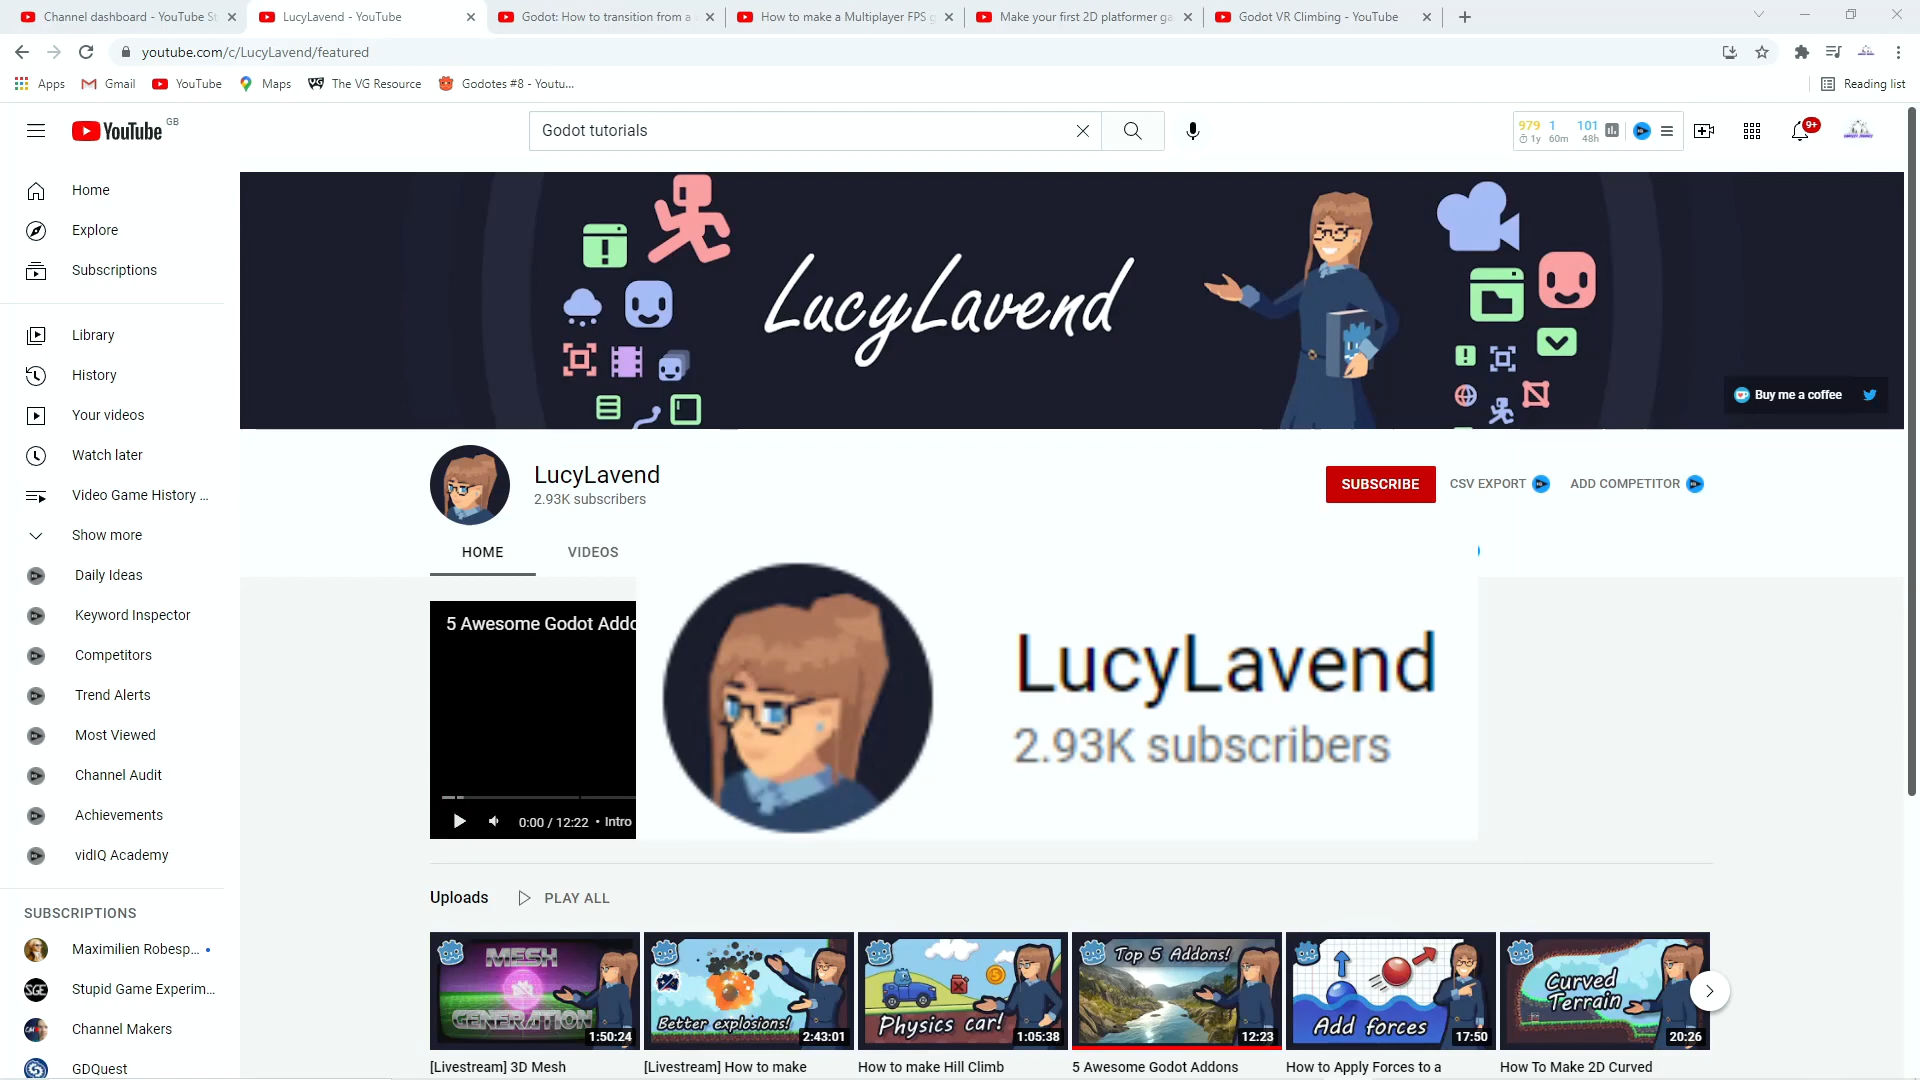 Channel dashboard - YouTube St
LucyLavend - YouTube
Godot: How to transition from a
How to make a Multiplayer FPS g
Make your first 2D platformer ga
Godot VR Climbing - YouTube
youtube.com/c/LucyLavend/featured
Apps
Gmail
YouTube
Maps
The VG Resource
Godotes #8 - Youtu...
Reading list
YouTube GB
Godot tutorials
979 1 101
1y 60m 48h
9+
Home
Explore
Subscriptions
Library
History
Your videos
Watch later
Video Game History ...
Show more
Daily Ideas
Keyword Inspector
Competitors
Trend Alerts
Most Viewed
Channel Audit
Achievements
vidIQ Academy
SUBSCRIPTIONS
Maximilien Robesp...
SGE
Stupid Game Experim...
Channel Makers
GDQuest
LucyLavend
Buy me a coffee
LucyLavend
2.93K subscribers
SUBSCRIBE
CSV EXPORT
ADD COMPETITOR
HOME
VIDEOS
5 Awesome Godot Addo
0:00 / 12:22 • Intro
LucyLavend
2.93K subscribers
Uploads
PLAY ALL
MESH
GENERATION
1:50:24
Better explosions!
2:43:01
Physics car!
1:05:38
Top 5 Addons!
12:23
Add forces
17:50
Curved
Terrain
20:26
[Livestream] 3D Mesh
[Livestream] How to make
How to make Hill Climb
5 Awesome Godot Addons
How to Apply Forces to a
How To Make 2D Curved